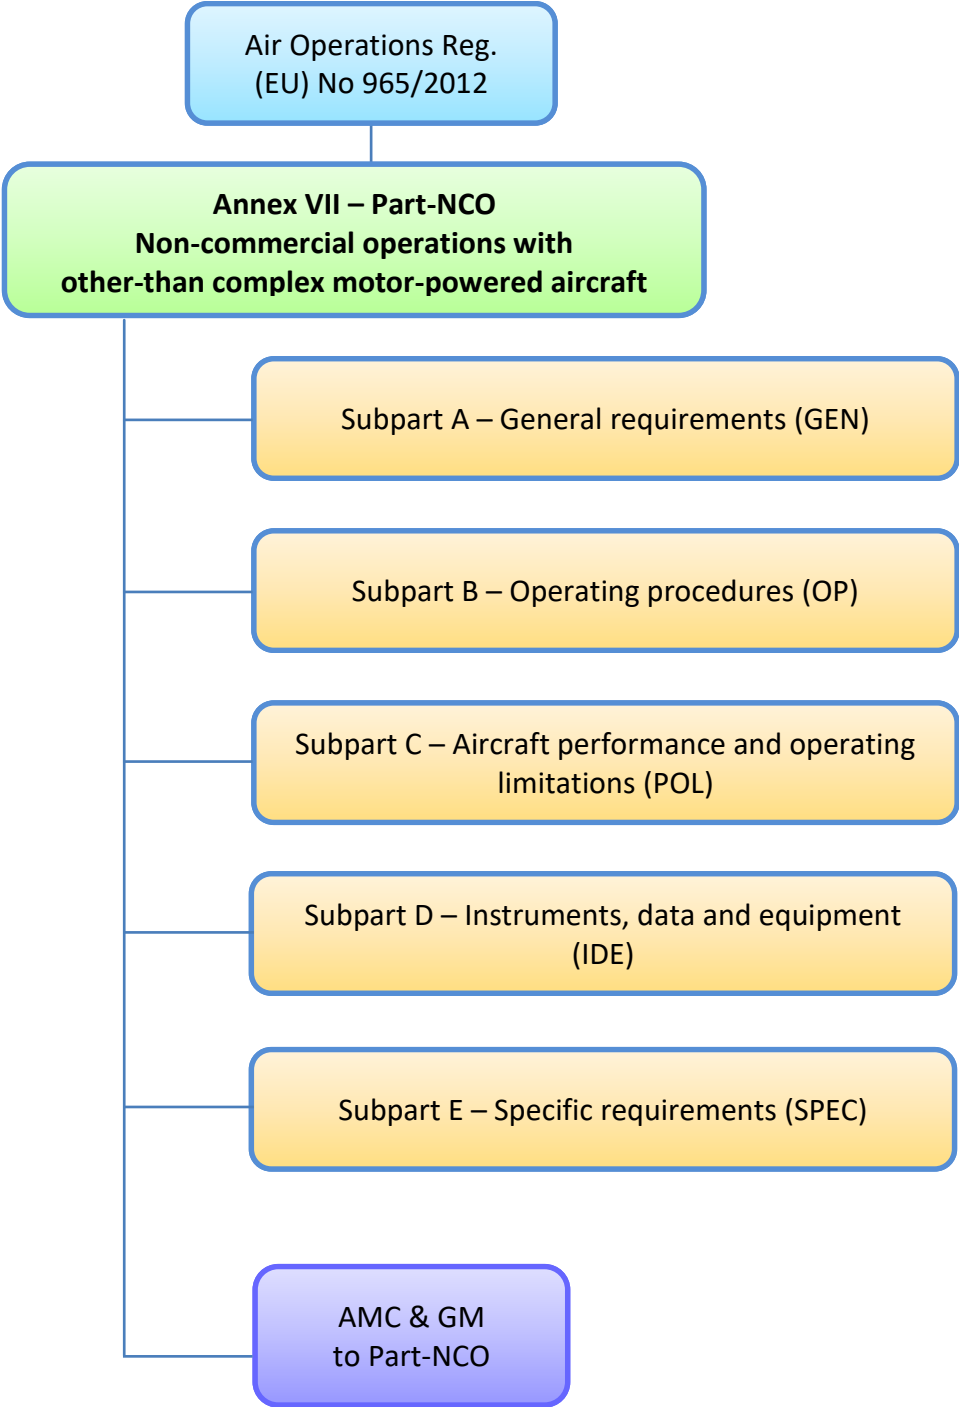 Air Operations Reg.
(EU) No 965/2012
Annex VII – Part-NCO
Non-commercial operations with
other-than complex motor-powered aircraft
Subpart A – General requirements (GEN)
Subpart B – Operating procedures (OP)
Subpart C – Aircraft performance and operating
limitations (POL)
Subpart D – Instruments, data and equipment
(IDE)
Subpart E – Specific requirements (SPEC)
AMC & GM
to Part-NCO